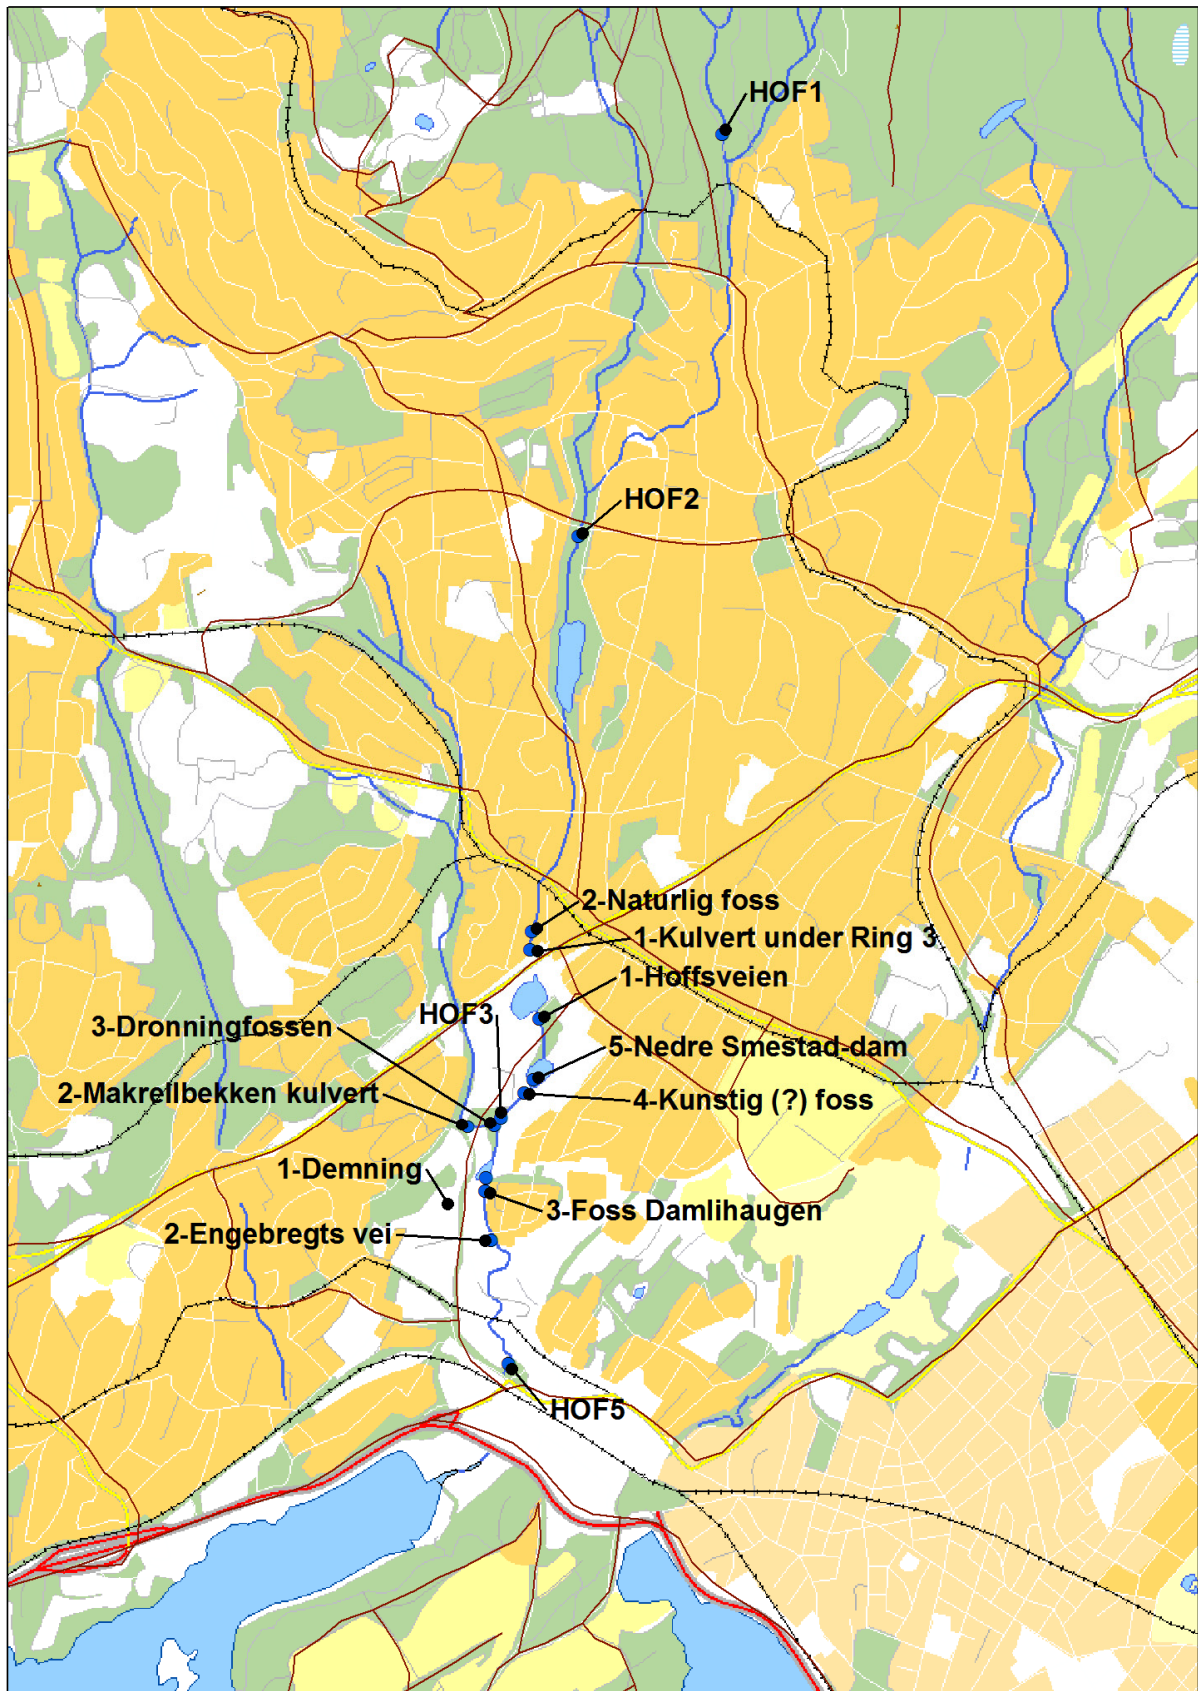 HOF1
HOF2
2-Naturlig foss
1-Kulvert under Ring 3
1-Hoffsveien
HOF3
3-Dronningfossen
5-Nedre Smestad-dam
2-Makrellbekken kulvert
4-Kunstig (?) foss
1-Demning
3-Foss Damlihaugen
2-Engebregts vei
HOF5